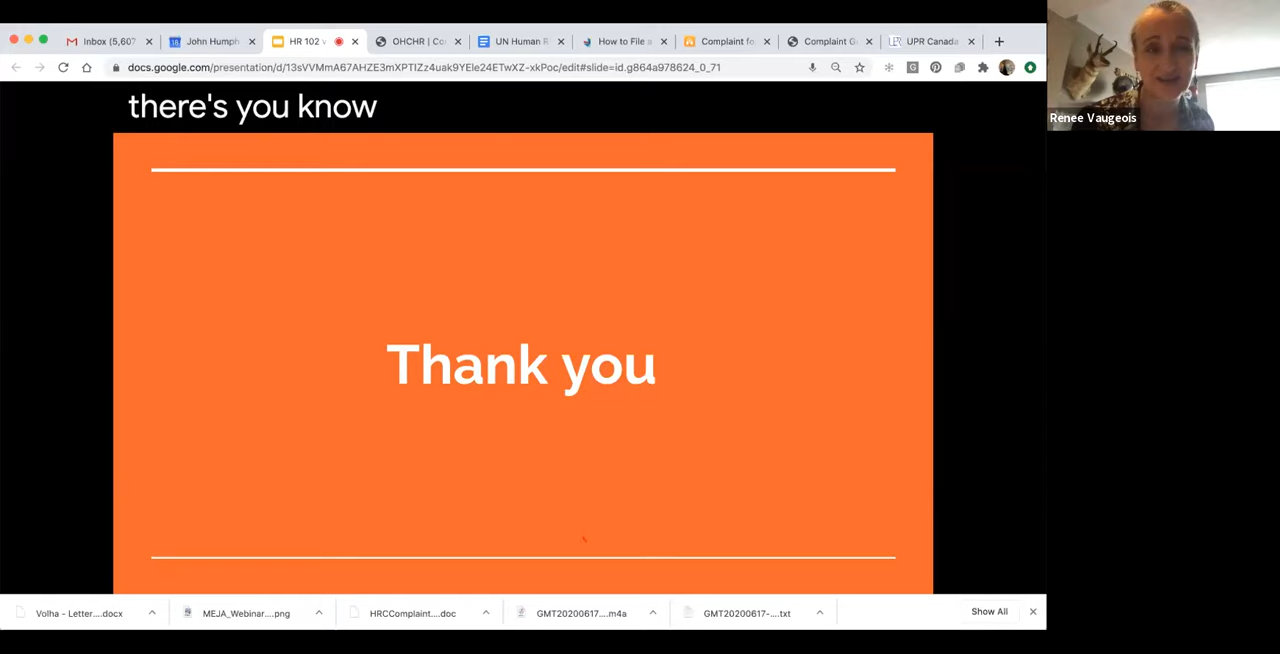 Inbox (5,607
John Humph
HR 102 v
OHCHR | Co
UN Human R
How to File a
Complaint fo
Complaint G
UPR Canada
docs.google.com/presentation/d/13sVVMmA67AHZE3mXPTIZz4uak9YEle24ETwXZ-xkPoc/edit#slide=id.g864a978624_0_71
Renee Vaugeois
there's you know
Thank you
Volha - Letter....docx
MEJA_Webinar....png
HRCComplaint....doc
GMT20200617....m4a
GMT20200617-....txt
Show All